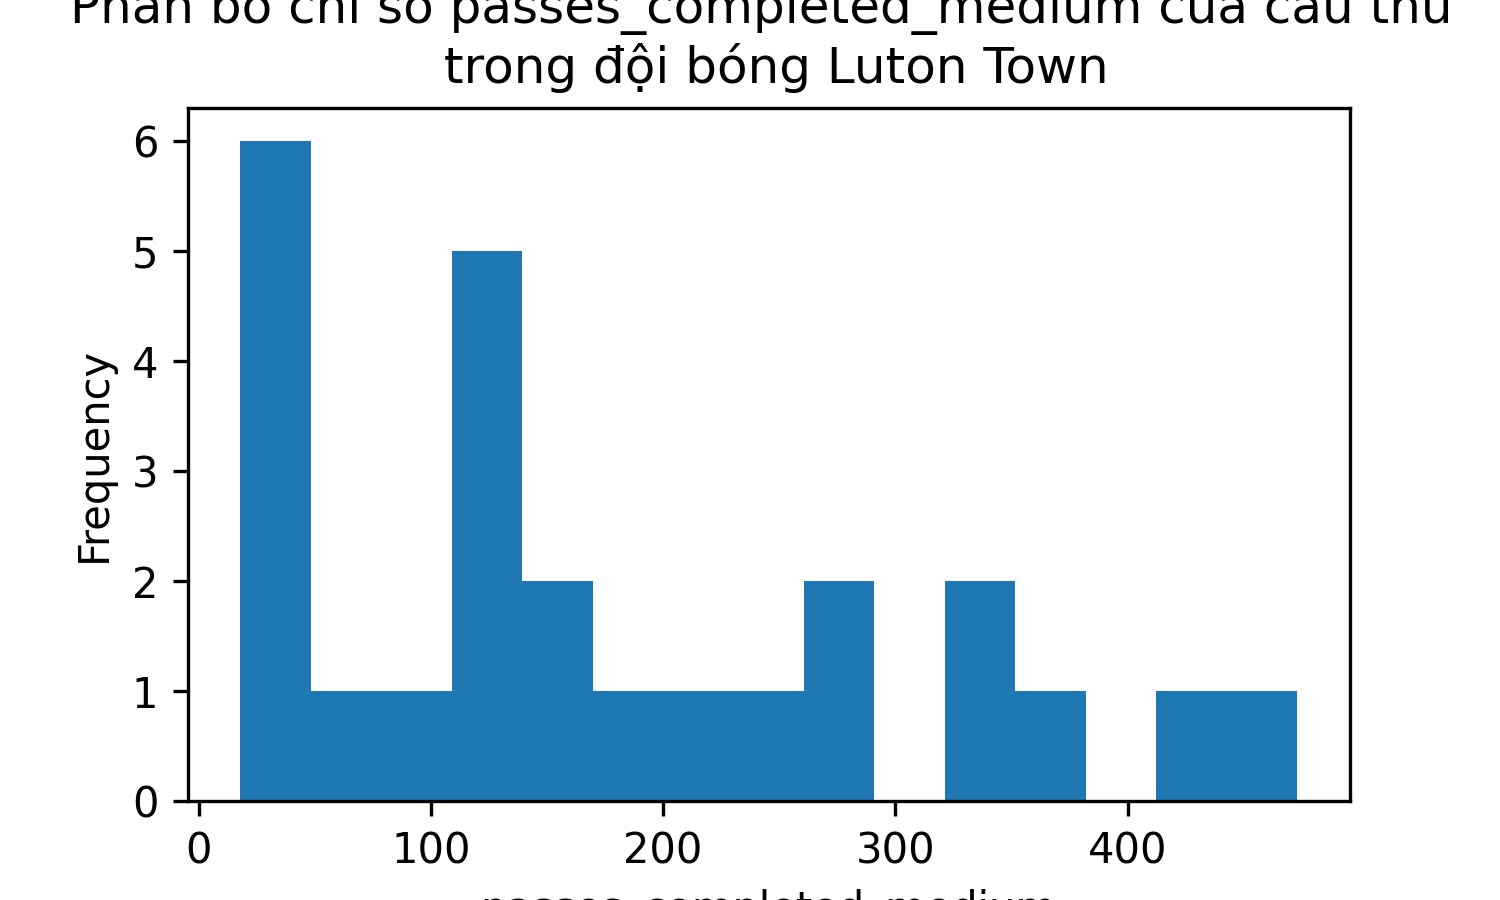 Phân bố chỉ số passes_completed_medium của cầu thủ
trong đội bóng Luton Town
6
5
4
3
2
1
0
Frequency
0 100 200 300 400
passes_completed_medium